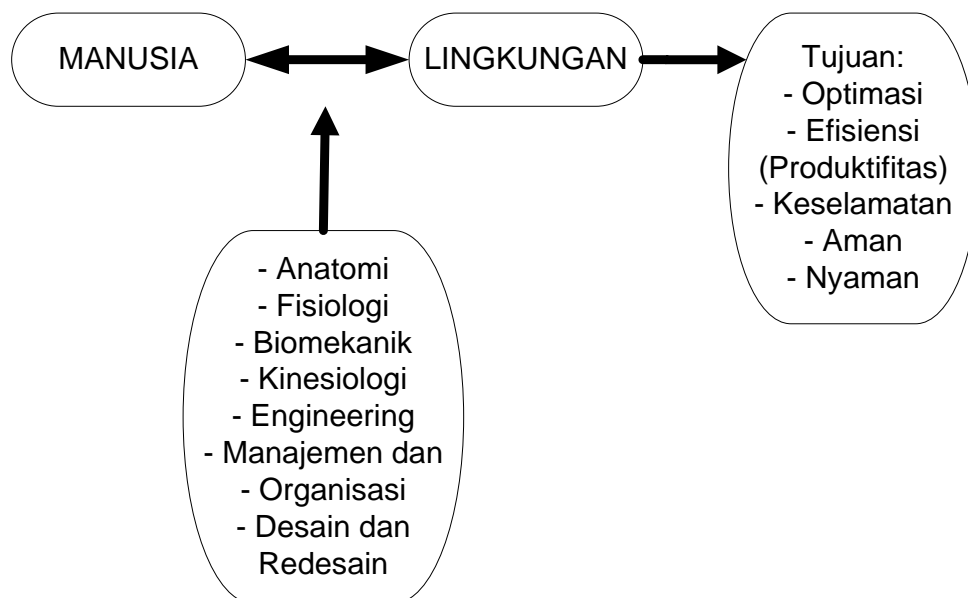 MANUSIA
LINGKUNGAN
Tujuan:
- Optimasi
- Efisiensi
(Produktifitas)
- Keselamatan
- Aman
- Nyaman
- Anatomi
- Fisiologi
- Biomekanik
- Kinesiologi
- Engineering
- Manajemen dan
- Organisasi
- Desain dan
Redesain